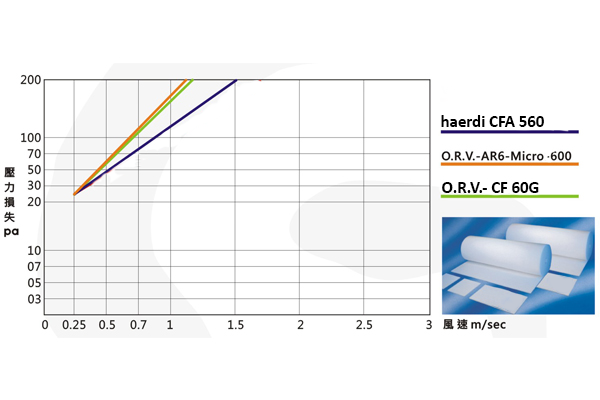 200
100
70
50
30
20
10
07
05
03
壓
力
損
失
pa
0 0.25 0.5 0.7 1 1.5 2 2.5 3
haerdi CFA 560
O.R.V.-AR6-Micro -600
O.R.V.- CF 60G
風速m/sec